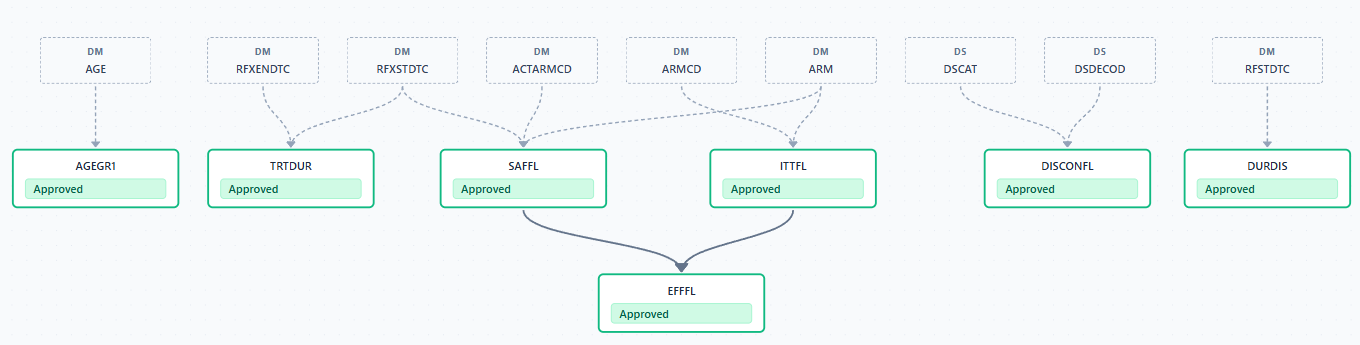 DM
AGE
DM
RFXENDTC
DM
RFXSTDTC
DM
ACTARMCD
DM
ARMCD
DM
ARM
DS
DSCAT
DS
DSDECOD
DM
RFSTDTC
AGEGR1
Approved
TRTDUR
Approved
SAFFL
Approved
ITTFL
Approved
DISCONFL
Approved
DURDIS
Approved
EFFFL
Approved